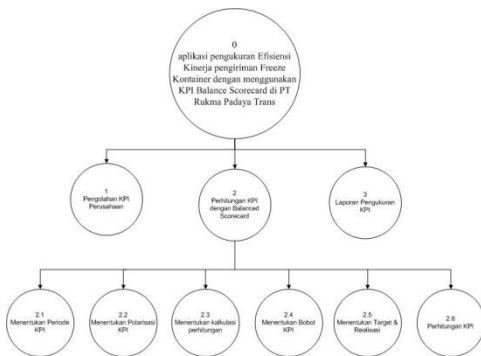 0
aplikasi pengukuran Efisiensi
Kinerja pengiriman Freeze
Kontainer dengan menggunakan
KPI Balance Scorecard di PT
Rukma Padaya Trans
1
Pengolahan KPI
Perusahaan
2
Perhitungan KPI
dengan Balanced
Scorecard
3
Laporan Pengukuran
KPI
2.1
Menentukan Periode
KPI
2.2
Menentukan Polarisasi
KPI
2.3
Menentukan kalkulasi
perhitungan
2.4
Menentukan Bobot
KPI
2.5
Menentukan Target &
Realisasi
2.6
Perhitungan KPI